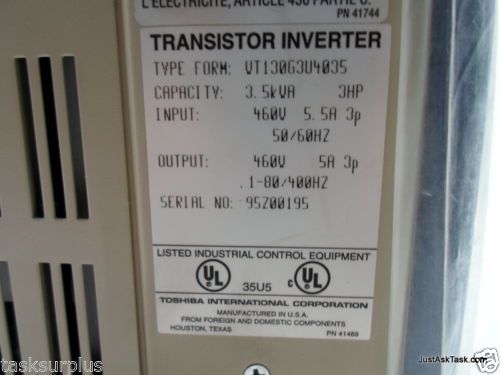 L'ELECTRICITE, ARTICLE 430 PARTIE
PN 41744
TRANSISTOR INVERTER
TYPE FORM: VT130G3U4035
CAPACITY: 3.5kVA 3HP
INPUT: 460V 5.5A 3p
50/60HZ
OUTPUT: 460V 5A 3p
.1-80/400HZ
SERIAL NO: 95Z00195
LISTED INDUSTRIAL CONTROL EQUIPMENT
UL 35U5 c UL
TOSHIBA INTERNATIONAL CORPORATION
MANUFACTURED IN U.S.A.
FROM FOREIGN AND DOMESTIC COMPONENTS
HOUSTON, TEXAS PN 41489
tasksurplus
JustAskTask.com